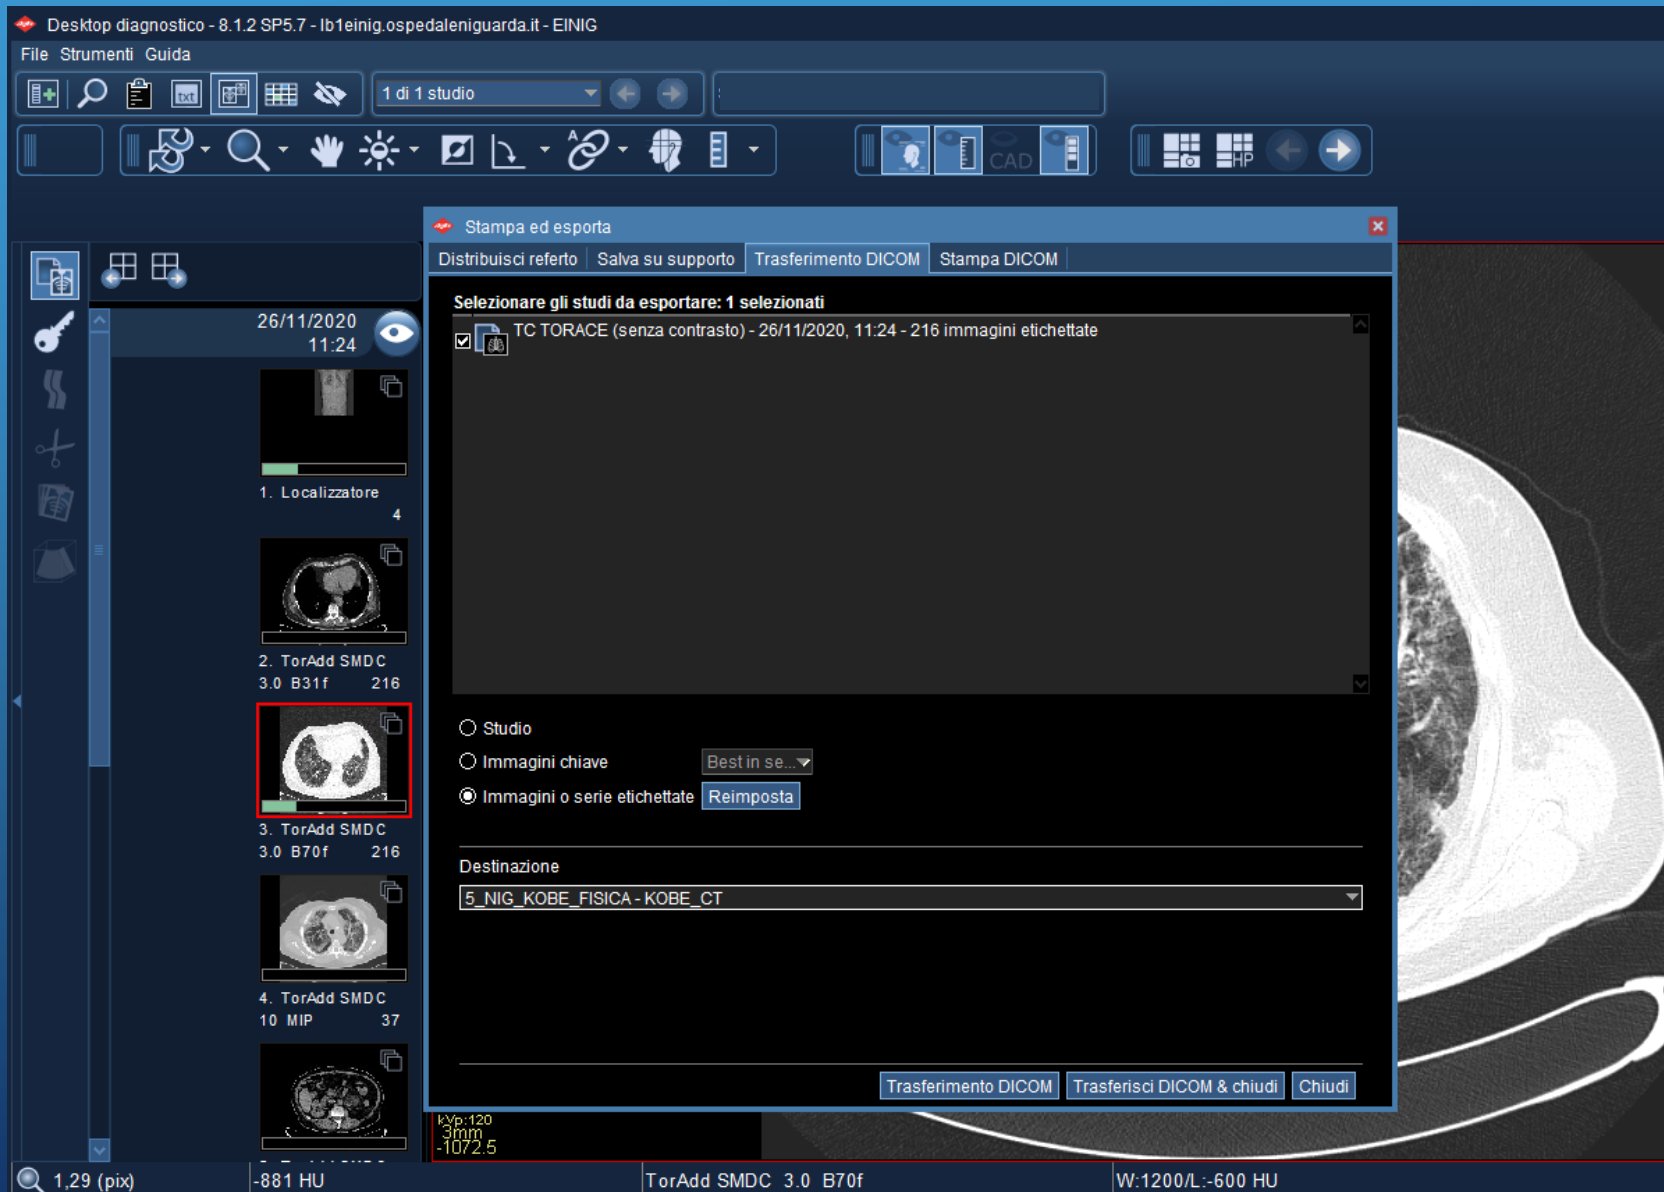 Desktop diagnostico - 8.1.2 SP5.7 - lb1einig.ospedaleniguarda.it - EINIG
File Strumenti Guida
txt
1 di 1 studio
A
CAD
HP
Stampa ed esporta
Distribuisci referto
Salva su supporto
Trasferimento DICOM
Stampa DICOM
Selezionare gli studi da esportare: 1 selezionati
TC TORACE (senza contrasto) - 26/11/2020, 11:24 - 216 immagini etichettate
26/11/2020
11:24
1. Localizzatore
4
2. TorAdd SMDC
3.0 B31f 216
3. TorAdd SMDC
3.0 B70f 216
4. TorAdd SMDC
10 MIP 37
Studio
Immagini chiave
Best in se...
Immagini o serie etichettate
Reimposta
Destinazione
5_NIG_KOBE_FISICA - KOBE_CT
Trasferimento DICOM
Trasferisci DICOM & chiudi
Chiudi
kVp:120
3mm
-1072.5
1,29 (pix)
-881 HU
TorAdd SMDC 3.0 B70f
W:1200/L:-600 HU